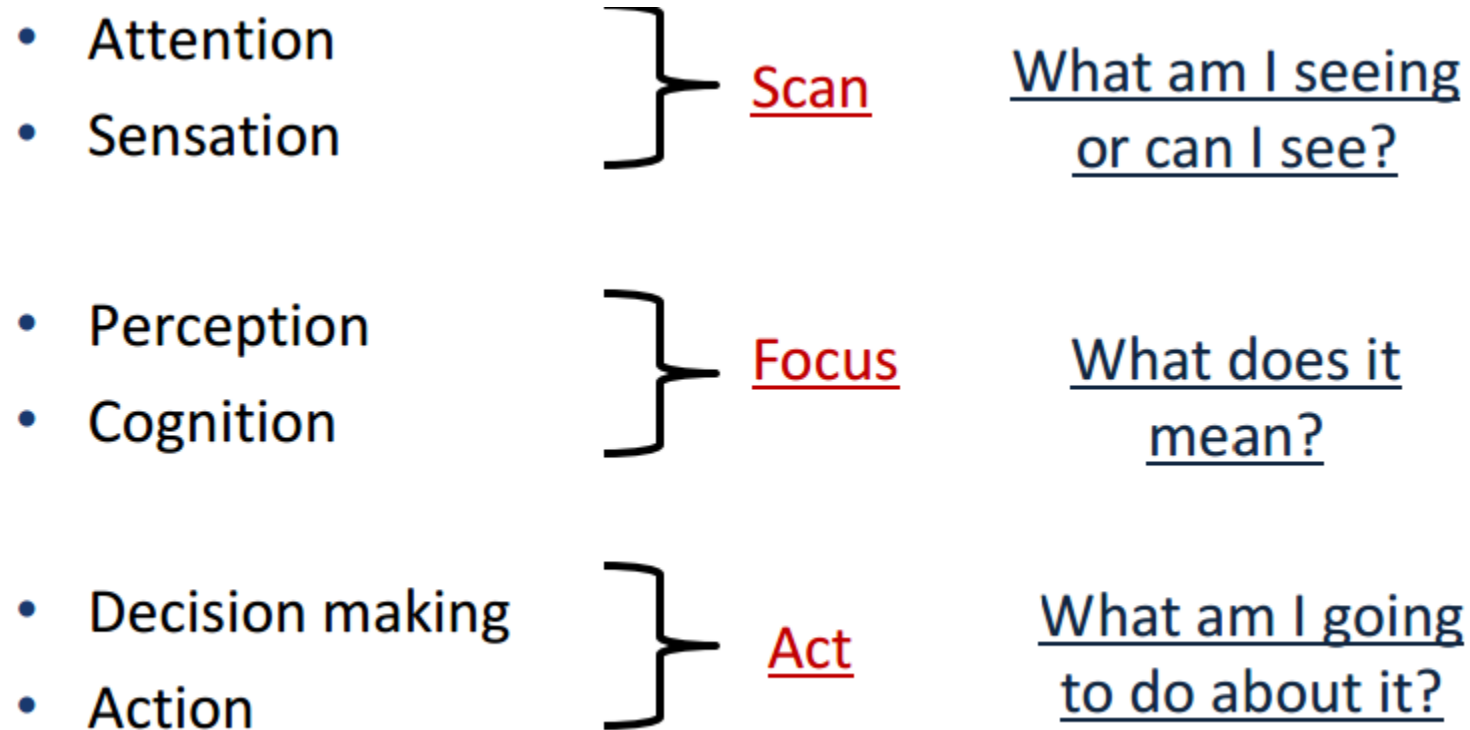 • Attention
• Sensation
Scan
What am I seeing
or can I see?
• Perception
• Cognition
Focus
What does it
mean?
• Decision making
• Action
Act
What am I going
to do about it?